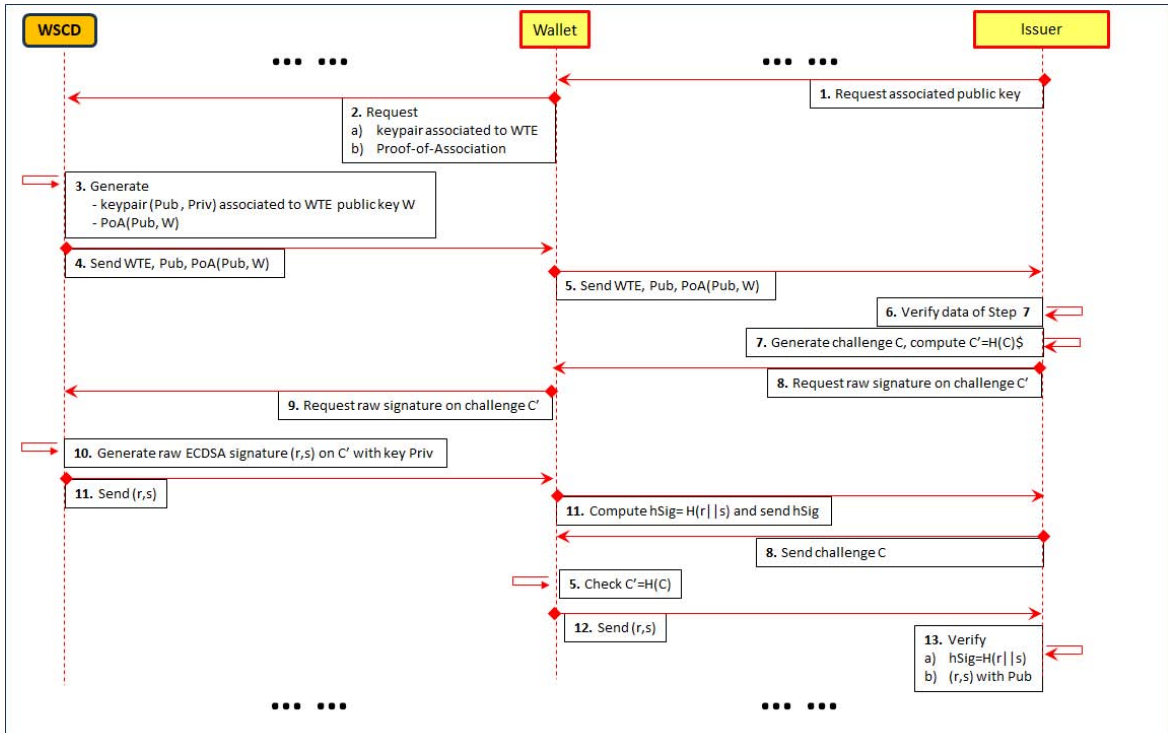 WSCD
Wallet
Issuer
... ...
... ...
1. Request associated public key
2. Request
a) keypair associated to WTE
b) Proof-of-Association
3. Generate
- keypair (Pub , Priv) associated to WTE public key W
- PoA(Pub, W)
4. Send WTE, Pub, PoA(Pub, W)
5. Send WTE, Pub, PoA(Pub, W)
6. Verify data of Step 7
7. Generate challenge C, compute C’=H(C)$
8. Request raw signature on challenge C’
9. Request raw signature on challenge C’
10. Generate raw ECDSA signature (r,s) on C’ with key Priv
11. Send (r,s)
11. Compute hSig= H(r||s) and send hSig
8. Send challenge C
5. Check C’=H(C)
12. Send (r,s)
13. Verify
a) hSig=H(r||s)
b) (r,s) with Pub
... ...
... ...